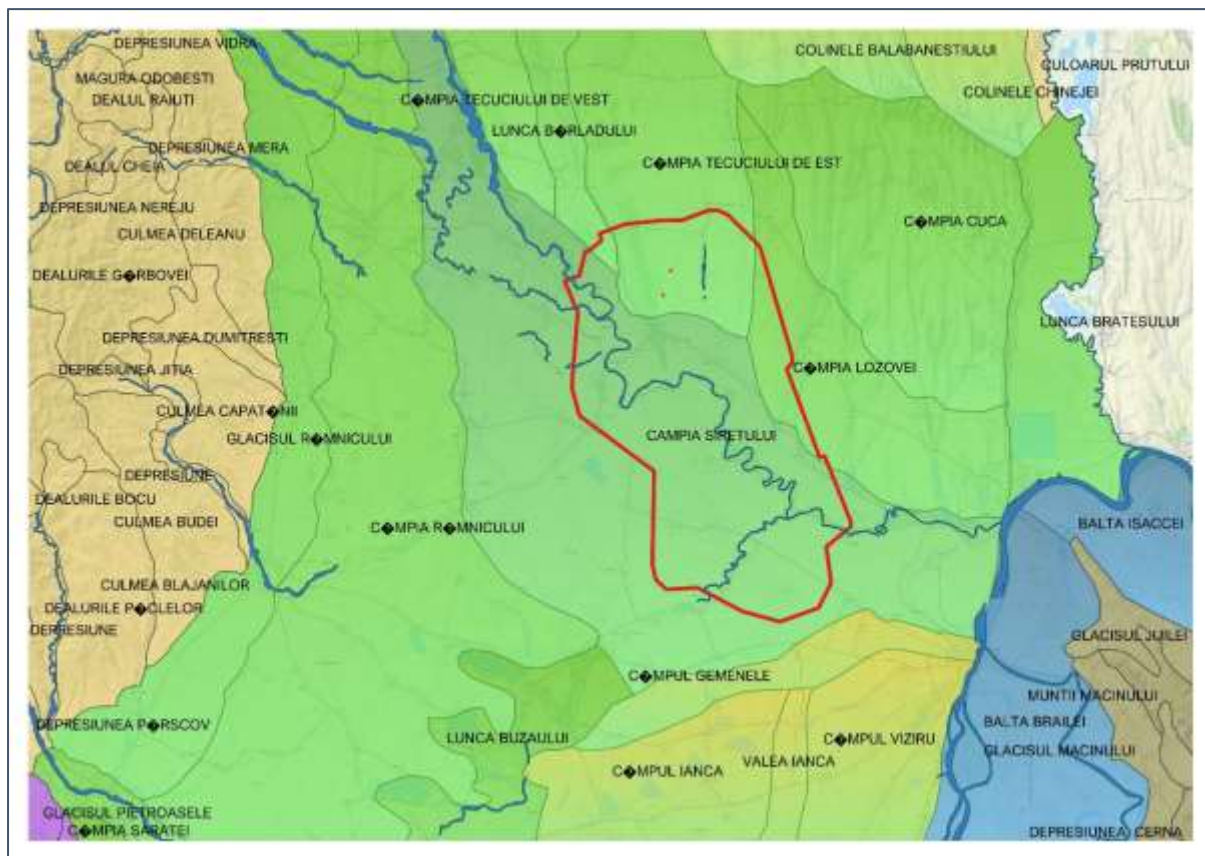 DEPRESIUNEA VIDRA
COLINELE BALABANESTIULUI
CULOARUL PRUTULUI
MAGURA ODOBESTI
COLINELE CHINEJEI
DEALUL RAIUTI
C�MPIA TECUCIULUI DE VEST
LUNCA B�RLADULUI
DEPRESIUNEA MERA
DEALUL CHEIA
C�MPIA TECUCIULUI DE EST
DEPRESIUNEA NEREJU
C�MPIA CUCA
CULMEA DELEANU
DEALURILE G�RBOVEI
LUNCA BRATESULUI
DEPRESIUNEA DUMITRESTI
DEPRESIUNEA JITIA
C�MPIA LOZOVEI
CULMEA CAPAT�NII
GLACISUL R�MNICULUI
CAMPIA SIRETULUI
DEPRESIUNE
DEALURILE BOCU
CULMEA BUDEI
C�MPIA R�MNICULUI
BALTA ISACCEI
CULMEA BLAJANILOR
DEALURILE P�CLELOR
DEPRESIUNE
GLACISUL JIJILEI
C�MPUL GEMENELE
MUNTII MACINULUI
DEPRESIUNEA P�RSCOV
BALTA BRAILEI
LUNCA BUZAULUI
C�MPUL VIZIRU
GLACISUL MACINULUI
VALEA IANCA
C�MPUL IANCA
GLACISUL PIETROASELE
C�MPIA SARATEI
DEPRESIUNEA CERNA